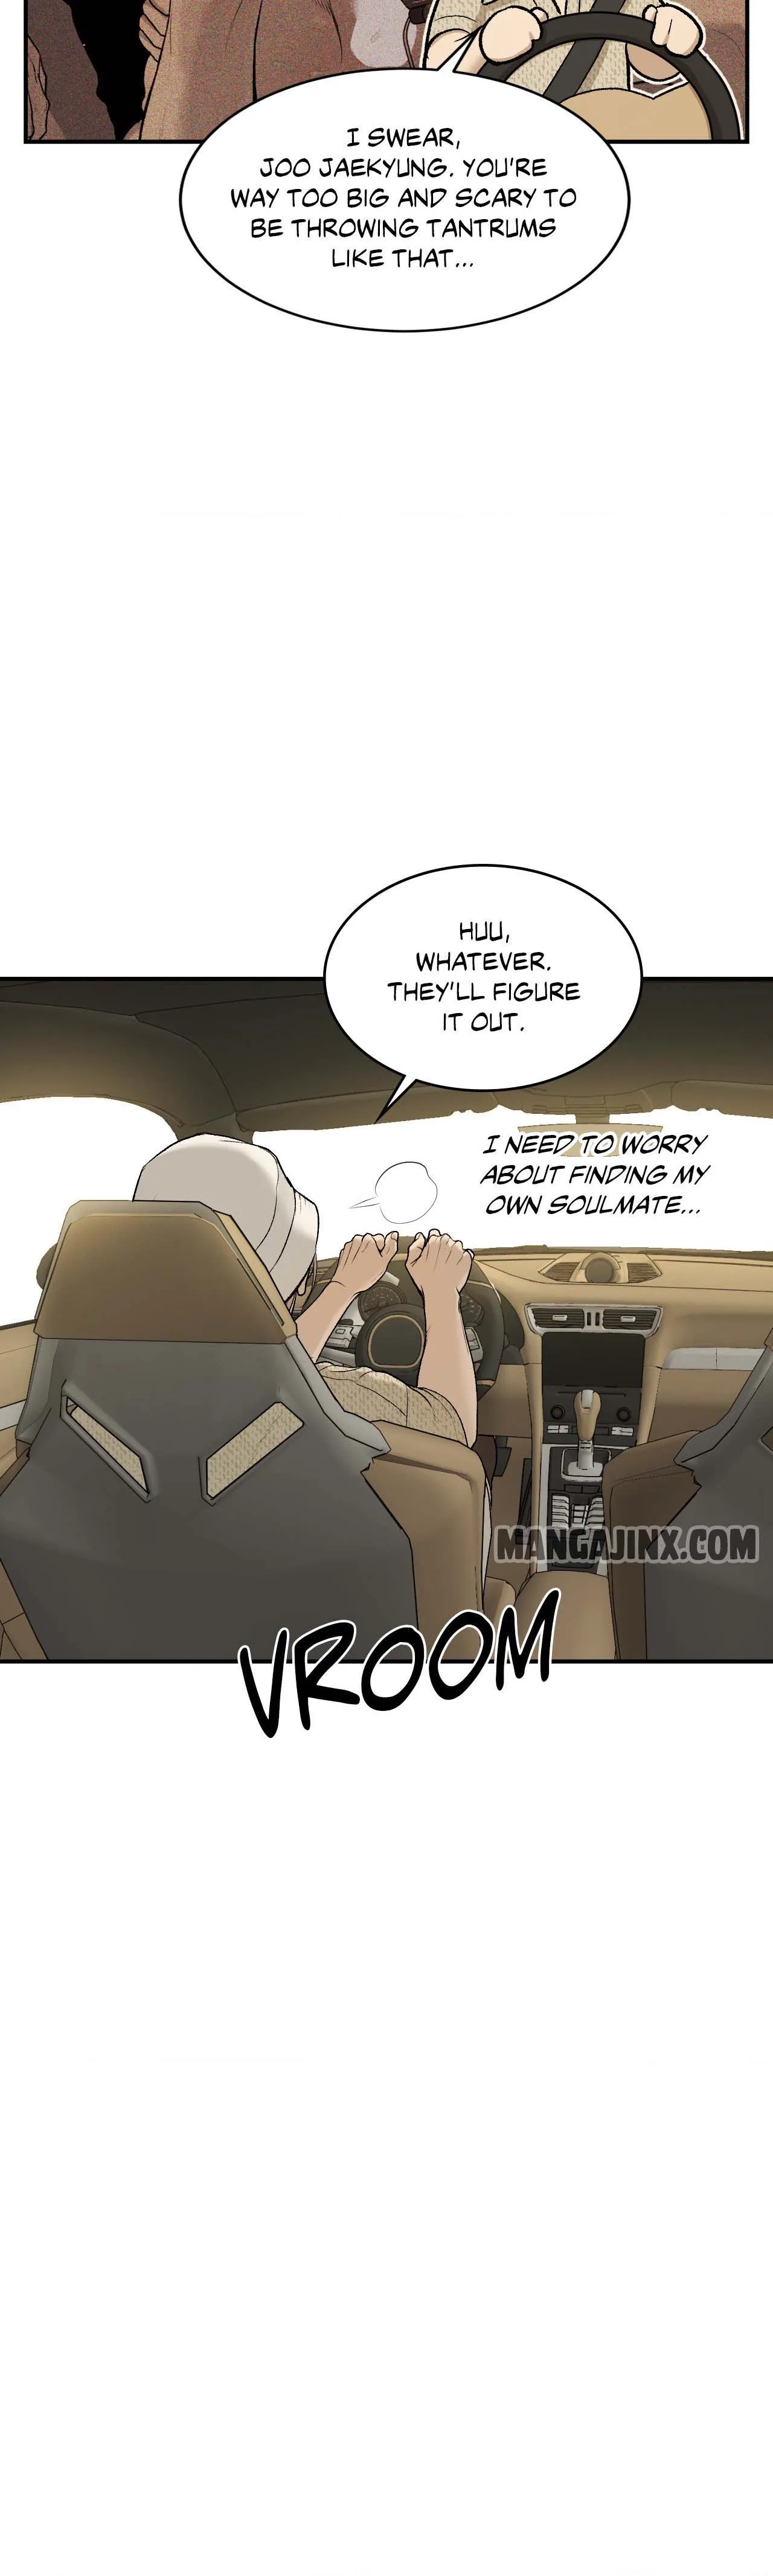 I SWEAR,
JOO JAEKYUNG. YOU'RE
WAY TOO BIG AND SCARY TO
BE THROWING TANTRUMS
LIKE THAT...
HUU,
WHATEVER.
THEY'LL FIGURE
IT OUT.
I NEED TO WORRY
ABOUT FINDING MY
OWN SOULMATE...
MANGAJINX.COM
VROOM